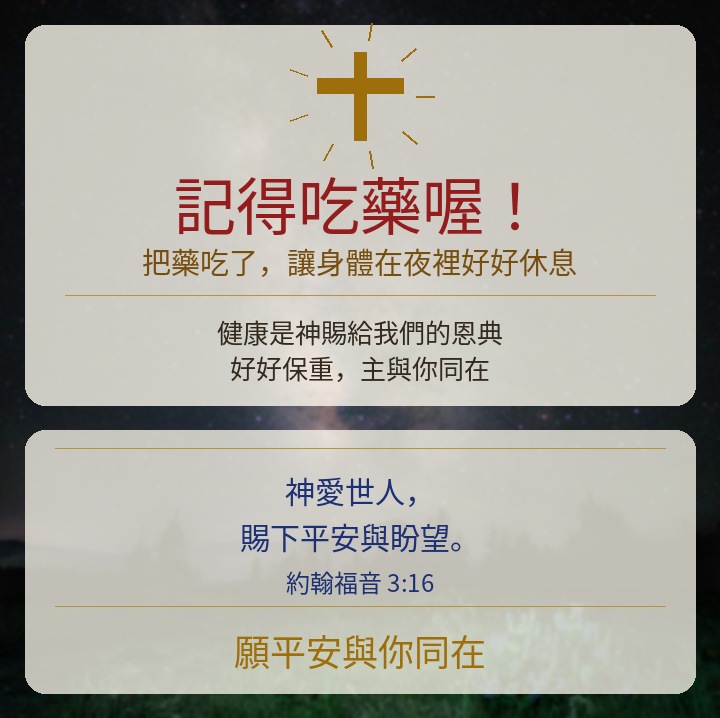 記得吃藥喔！
把藥吃了，讓身體在夜裡好好休息
健康是神賜給我們的恩典
好好保重，主與你同在
神愛世人，
賜下平安與盼望。
約翰福音 3:16
願平安與你同在